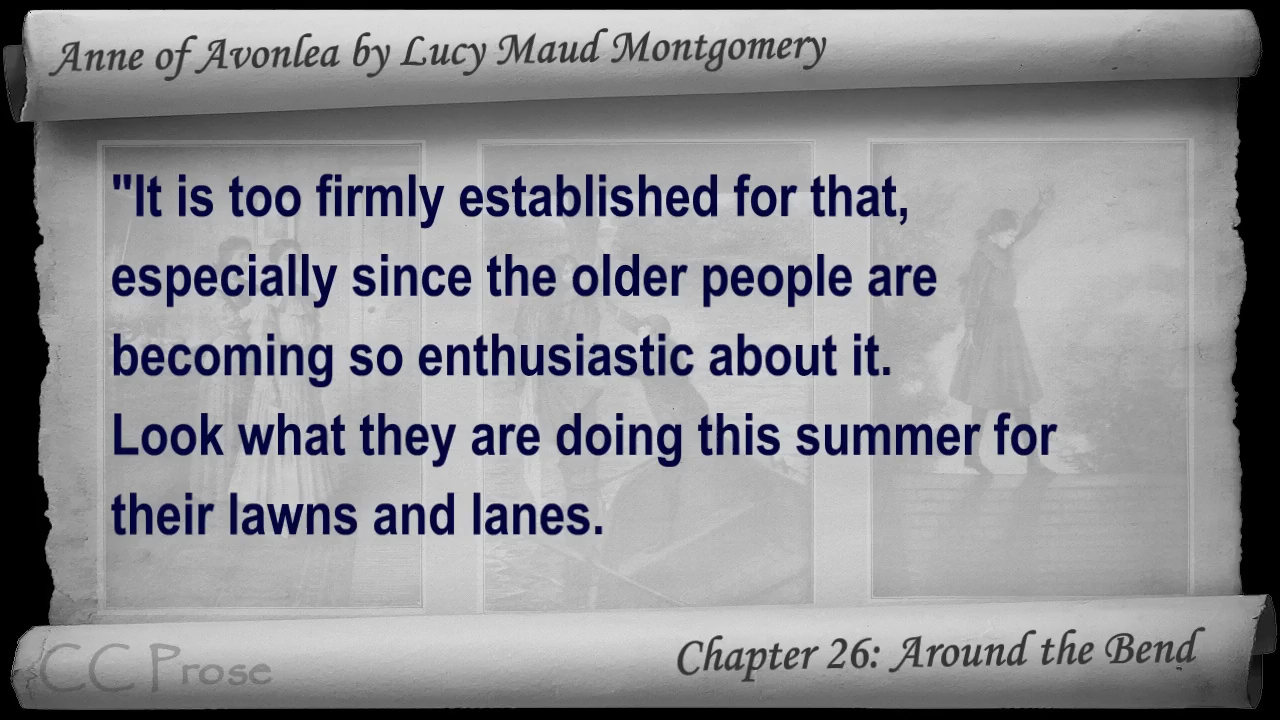 Anne of Avonlea by Lucy Maud Montgomery
"It is too firmly established for that,
especially since the older people are
becoming so enthusiastic about it.
Look what they are doing this summer for
their lawns and lanes.
CC Prose
Chapter 26: Around the Bend